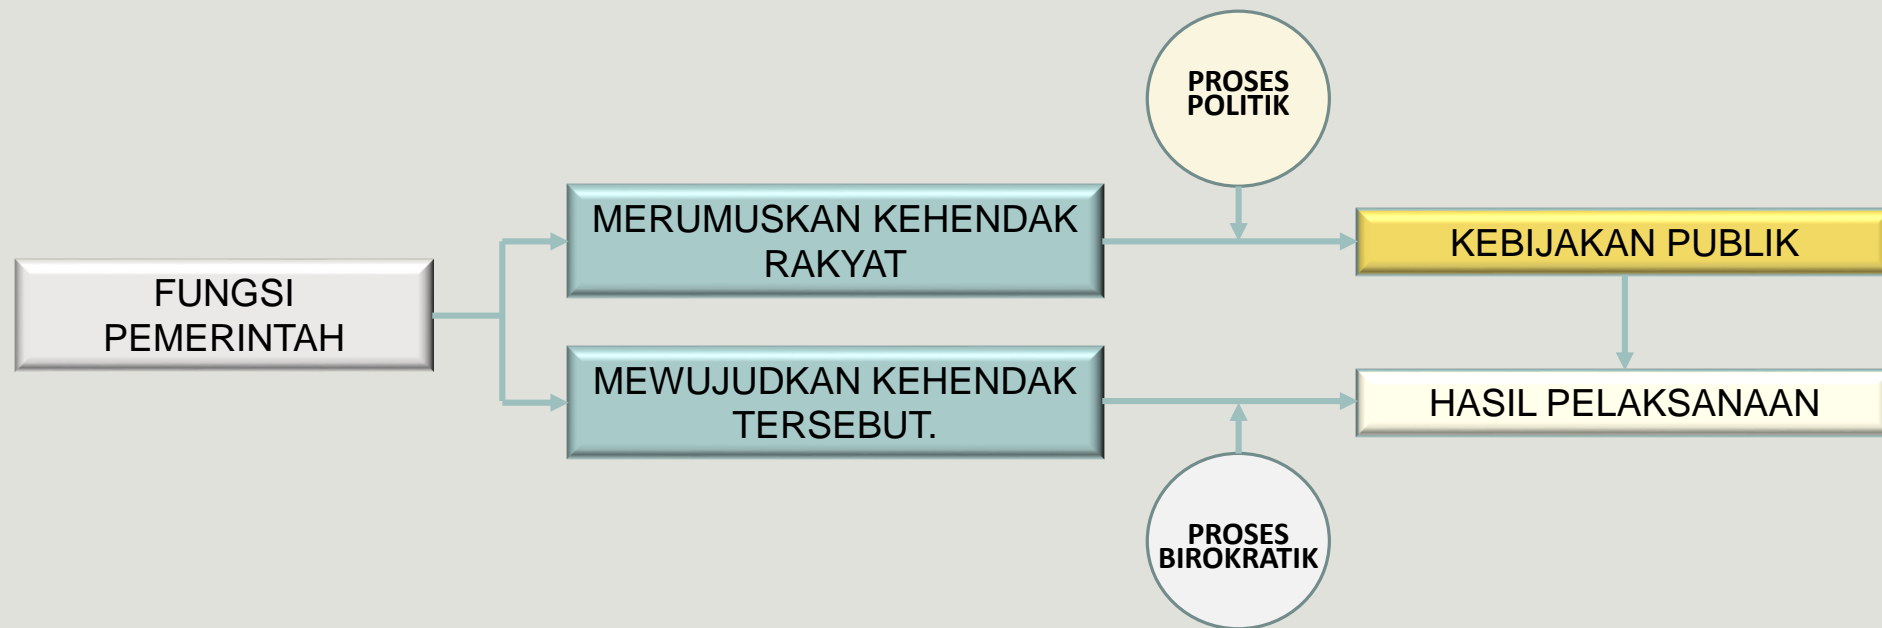 PROSES
POLITIK
MERUMUSKAN KEHENDAK
RAKYAT
KEBIJAKAN PUBLIK
FUNGSI
PEMERINTAH
MEWUJUDKAN KEHENDAK
TERSEBUT.
HASIL PELAKSANAAN
PROSES
BIROKRATIK